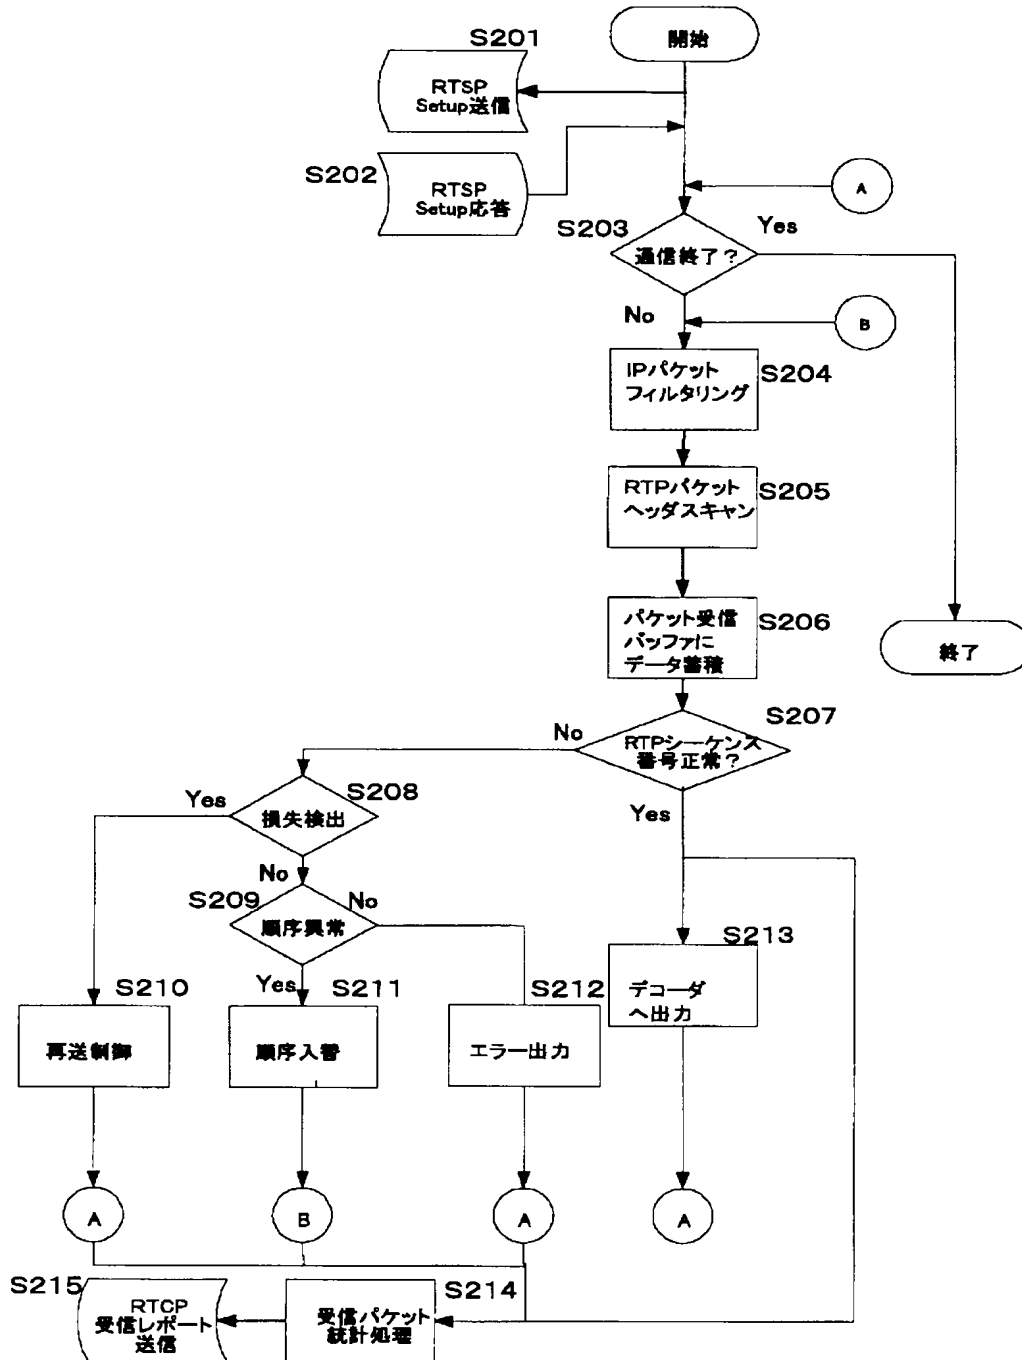 開始
S201
RTSP
Setup送信
S202
RTSP
Setup応答
A
S203
通信終了？
Yes
No
B
IPパケット
フィルタリング
S204
RTPパケット
ヘッダスキャン
S205
パケット受信
バッファに
データ蓄積
S206
終了
S207
RTPシーケンス
番号正常？
No
Yes
S208
損失検出
Yes
No
S209
順序異常
No
Yes
S210
再送制御
S211
順序入替
S212
エラー出力
S213
デコーダ
へ出力
A
B
A
A
S215
RTCP
受信レポート
送信
S214
受信パケット
統計処理